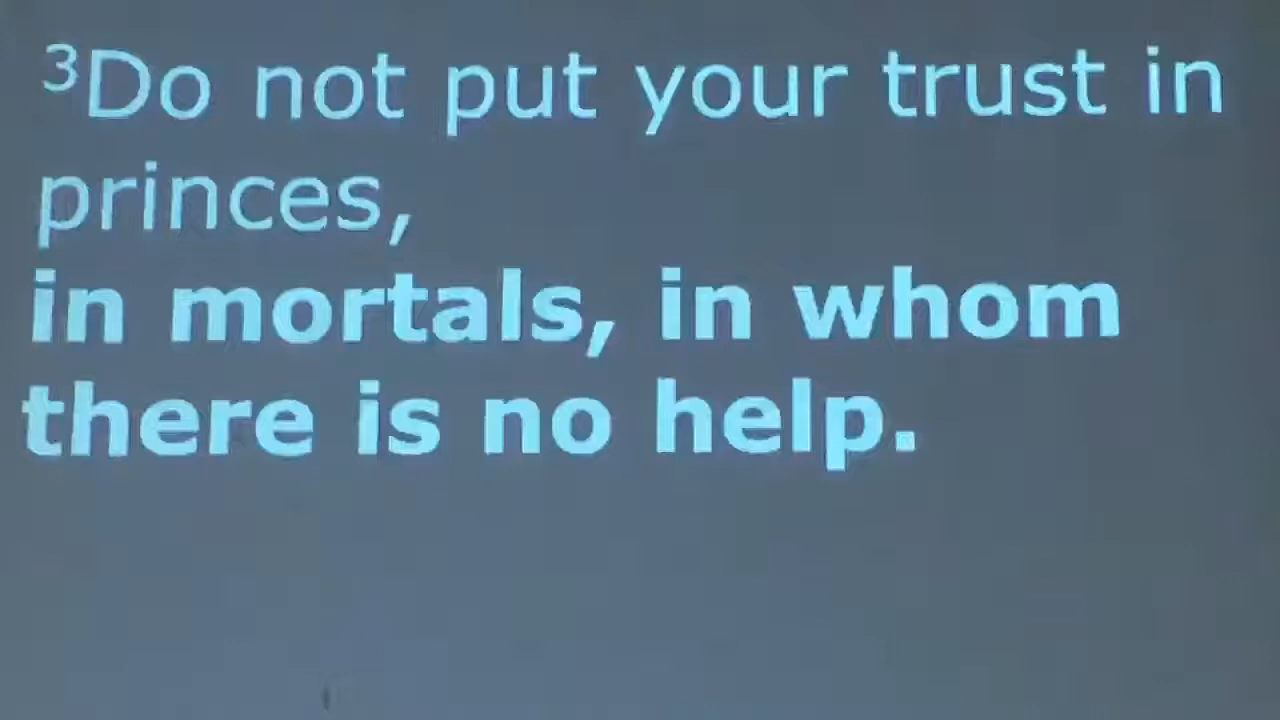 ³Do not put your trust in
princes,
in mortals, in whom
there is no help.